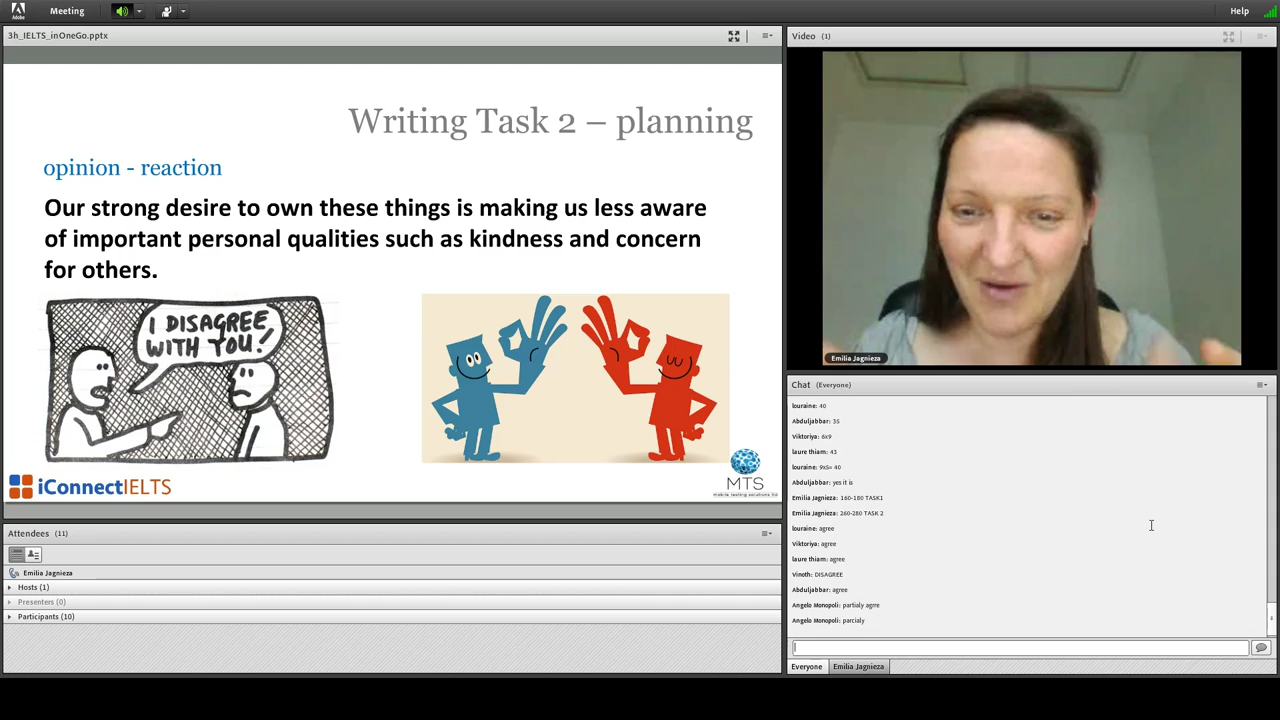 Meeting
Help
3h_IELTS_inOneGo.pptx
Writing Task 2 – planning
opinion - reaction
Our strong desire to own these things is making us less aware
of important personal qualities such as kindness and concern
for others.
I DISAGREE
WITH YOU!
iConnectIELTS
MTS
mobile testing solutions ltd
Attendees (11)
Emilia Jagnieza
Hosts (1)
Presenters (0)
Participants (10)
Video (1)
Emilia Jagnieza
Chat (Everyone)
louraine: 40
Abduljabbar: 35
Viktoriya: 6x9
laure thiam: 43
louraine: 9x5= 40
Abduljabbar: yes it is
Emilia Jagnieza: 160-180 TASK1
Emilia Jagnieza: 260-280 TASK 2
louraine: agree
Viktoriya: agree
laure thiam: agree
Vinoth: DISAGREE
Abduljabbar: agree
Angelo Monopoli: partialy agrre
Angelo Monopoli: parcialy
Everyone
Emilia Jagnieza